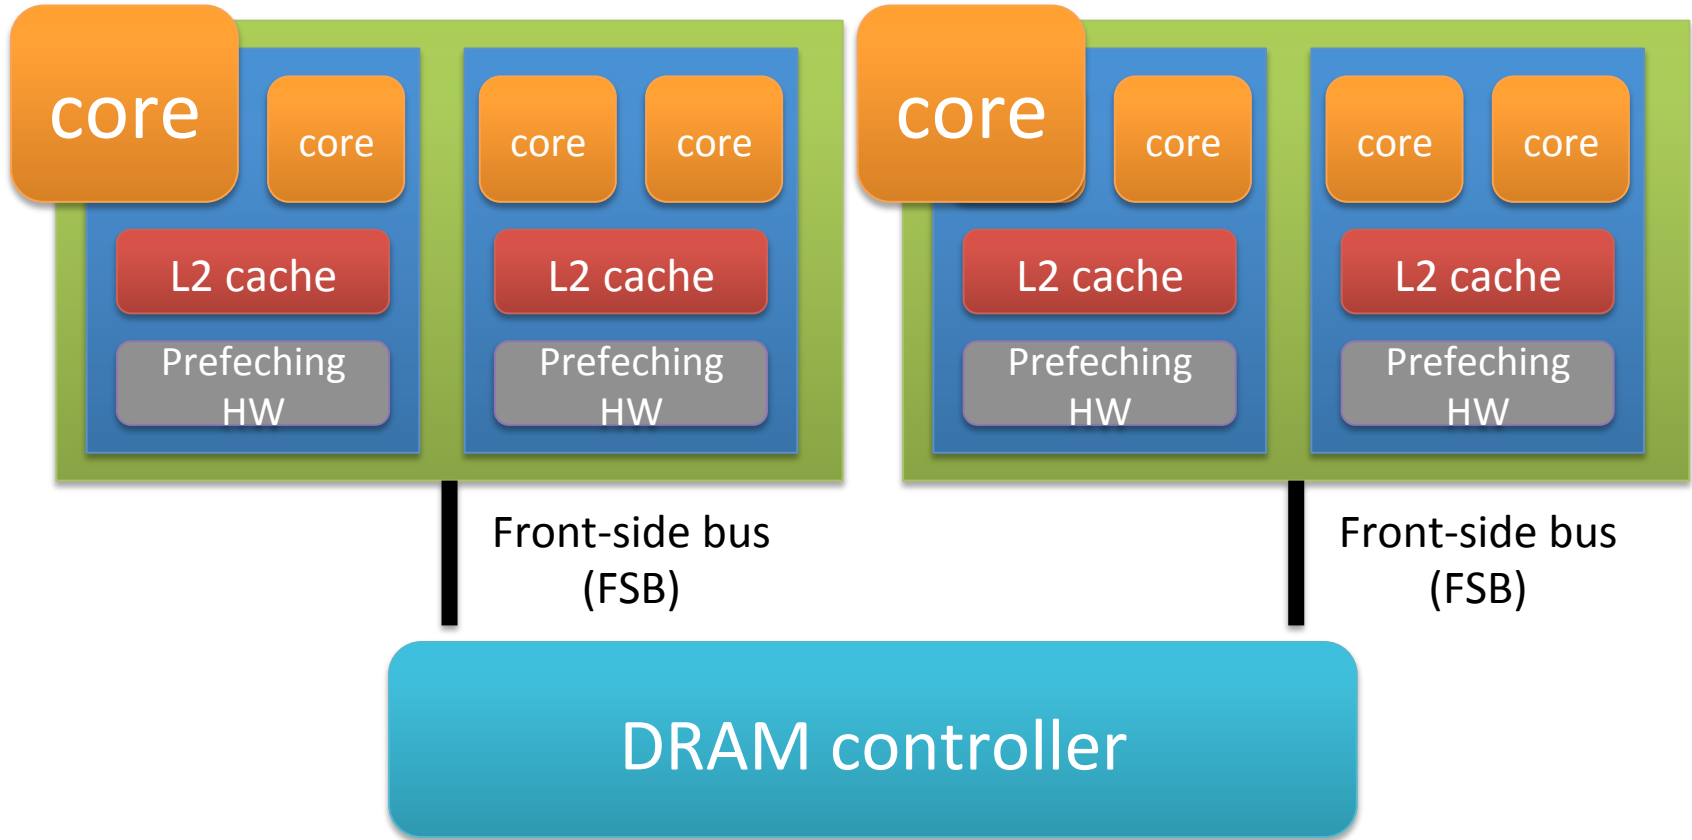 core
core
core
core
core
core
core
core
L2 cache
L2 cache
L2 cache
L2 cache
Prefeching
HW
Prefeching
HW
Prefeching
HW
Prefeching
HW
Front-side bus
(FSB)
Front-side bus
(FSB)
DRAM controller